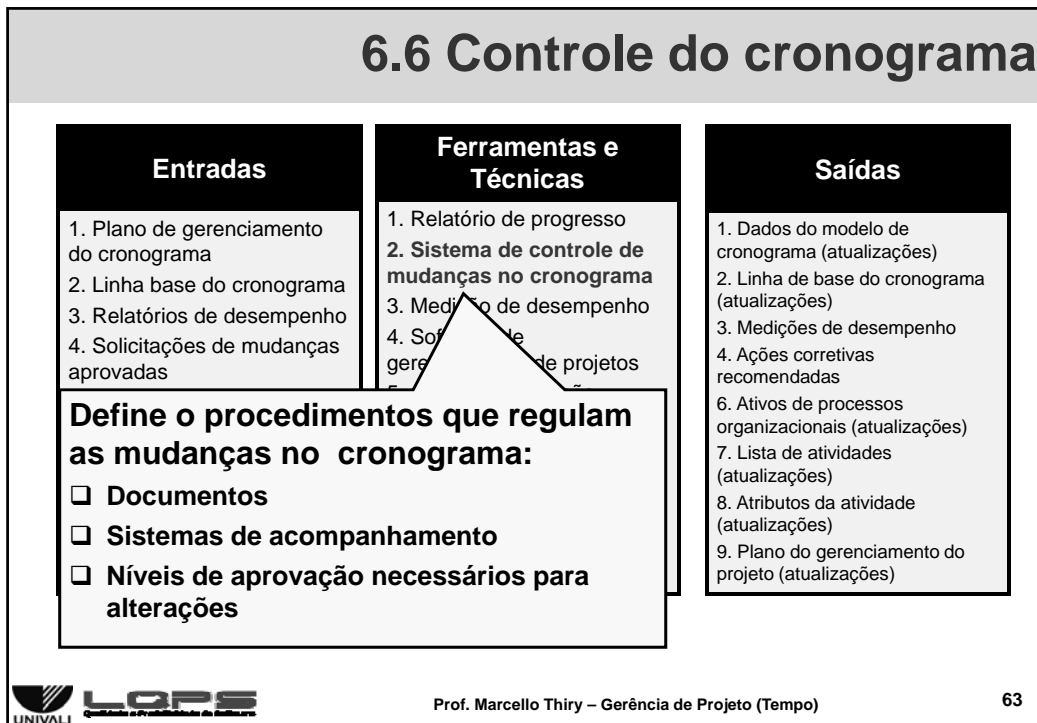 6.6 Controle do cronograma
Entradas
1. Plano de gerenciamento
do cronograma
2. Linha base do cronograma
3. Relatórios de desempenho
4. Solicitações de mudanças
aprovadas
Ferramentas e
Técnicas
1. Relatório de progresso
2. Sistema de controle de
mudanças no cronograma
3. Medição de desempenho
4.
de projetos
Saídas
1. Dados do modelo de
cronograma (atualizações)
2. Linha de base do cronograma
(atualizações)
3. Medições de desempenho
4. Ações corretivas
recomendadas
6. Ativos de processos
organizacionais (atualizações)
7. Lista de atividades
(atualizações)
8. Atributos da atividade
(atualizações)
9. Plano do gerenciamento do
projeto (atualizações)
Define o procedimentos que regulam
as mudanças no cronograma:
Documentos
Sistemas de acompanhamento
Níveis de aprovação necessários para
alterações
UNIVALI
LQPS
Prof. Marcello Thiry – Gerência de Projeto (Tempo)
63